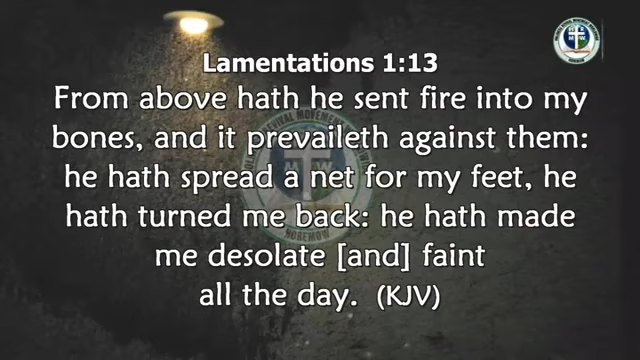 Lamentations 1:13
From above hath he sent fire into my
bones, and it prevaileth against them:
he hath spread a net for my feet, he
hath turned me back: he hath made
me desolate [and] faint
all the day. (KJV)